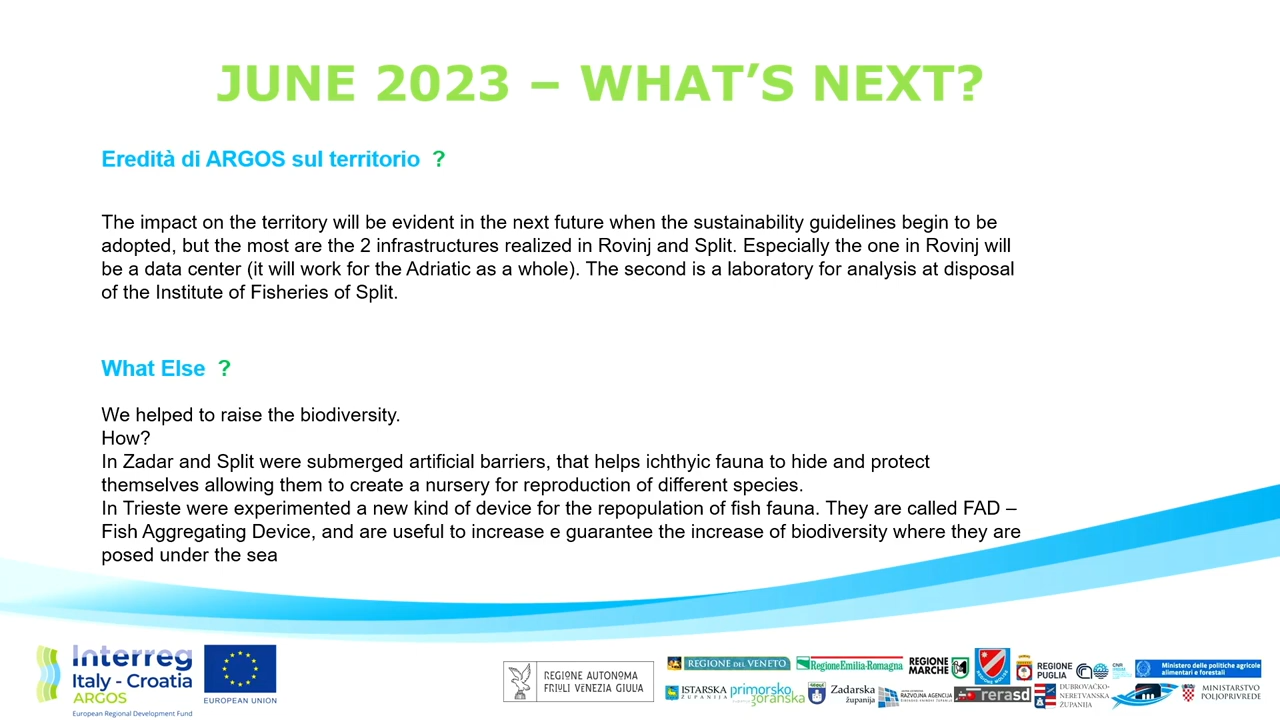 JUNE 2023 – WHAT’S NEXT?
Eredità di ARGOS sul territorio ?
The impact on the territory will be evident in the next future when the sustainability guidelines begin to be
adopted, but the most are the 2 infrastructures realized in Rovinj and Split. Especially the one in Rovinj will
be a data center (it will work for the Adriatic as a whole). The second is a laboratory for analysis at disposal
of the Institute of Fisheries of Split.
What Else ?
We helped to raise the biodiversity.
How?
In Zadar and Split were submerged artificial barriers, that helps ichthyic fauna to hide and protect
themselves allowing them to create a nursery for reproduction of different species.
In Trieste were experimented a new kind of device for the repopulation of fish fauna. They are called FAD –
Fish Aggregating Device, and are useful to increase e guarantee the increase of biodiversity where they are
posed under the sea
Interreg
Italy - Croatia
ARGOS
European Regional Development Fund
EUROPEAN UNION
REGIONE AUTONOMA
FRIULI VENEZIA GIULIA
REGIONE DEL VENETO
RegioneEmilia-Romagna
REGIONE
MARCHE
REGIONE
PUGLIA
Ministero delle politiche agricole
alimentari e forestali
ISTARSKA
ŽUPANIJA
primorsko
goranska
Zadarska
županija
RAZVOJNA AGENCIJA
rerasd
DUBROVAČKO-
NERETVANSKA
ŽUPANIJA
MINISTARSTVO
POLJOPRIVREDE